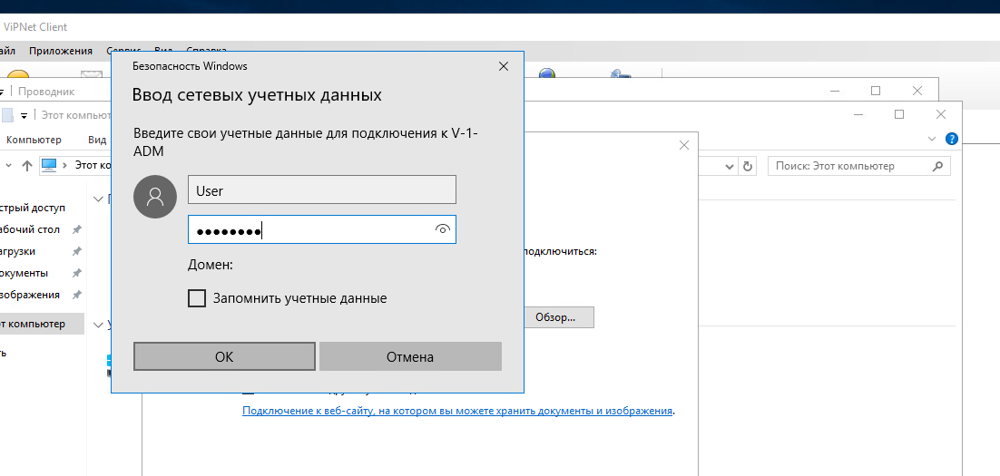 ViPNet Client
айл Приложения Сервис Вид Справка
Безопасность Windows
Проводник
Ввод сетевых учетных данных
Этот компьют
Введите свои учетные данные для подключения к V-1-
ADM
Компьютер Вид
Этот ко
Поиск: Этот компьютер
User
стрый доступ
абочий стол
●●●●●●●●
агрузки
подключиться:
Домен:
окументы
зображения
Запомнить учетные данные
от компьютер
Обзор...
ОК
Отмена
ть
Подключение к веб-сайту, на котором вы можете хранить документы и изображения.